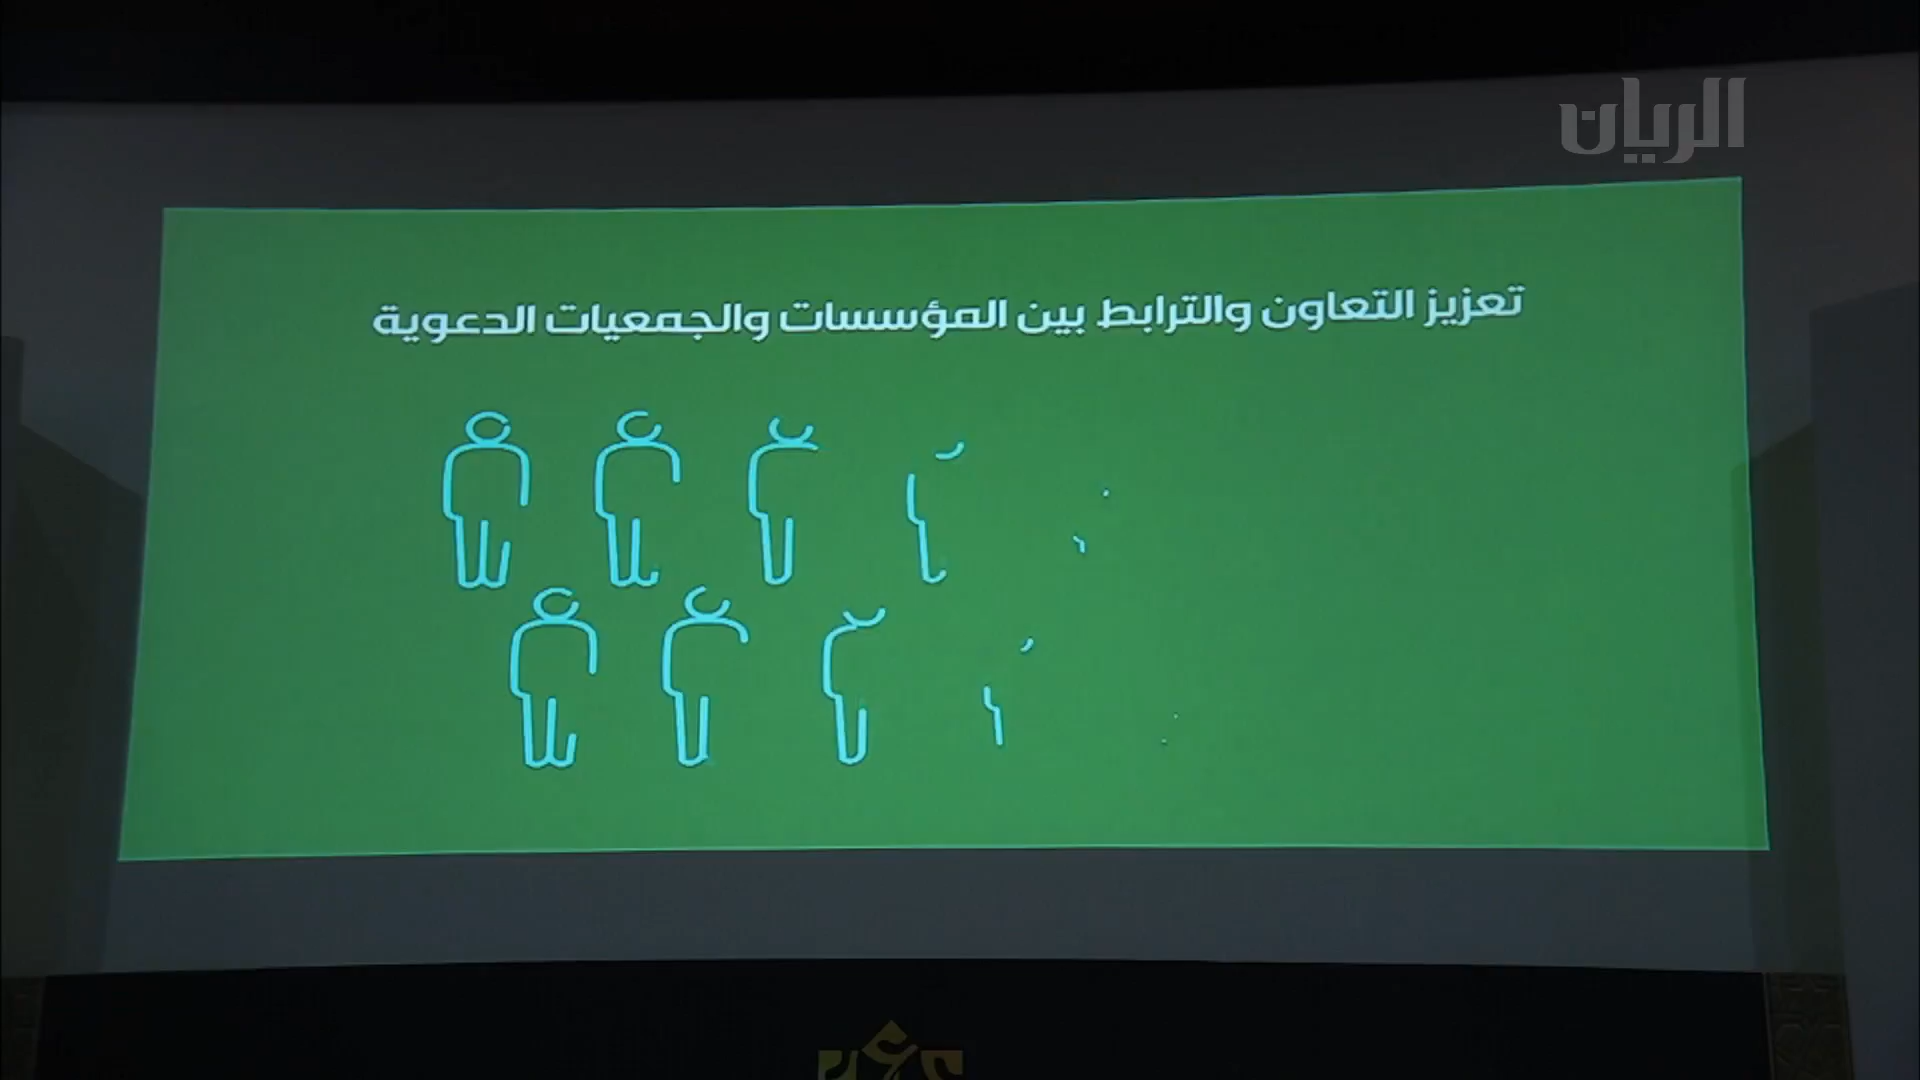 الريان
تعزيز التعاون والترابط بين المؤسسات والجمعيات الدعوية